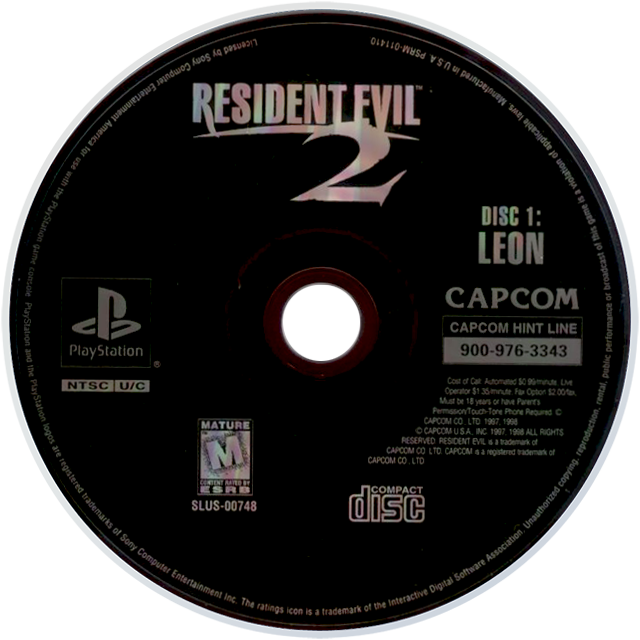 RESIDENT EVIL™
2
DISC 1:
LEON
CAPCOM
CAPCOM HINT LINE
900-976-3343
Cost of Call: Automated $0.99/minute. Live
Operator $1.35/minute. Fax Option $2.00/fax.
Must be 18 years or have Parent's
Permission/Touch-Tone Phone Required. ©
CAPCOM CO., LTD. 1997, 1998
© CAPCOM U.S.A., INC. 1997, 1998 ALL RIGHTS
RESERVED. RESIDENT EVIL is a trademark of
CAPCOM CO., LTD. CAPCOM is a registered trademark of
CAPCOM CO., LTD.
PlayStation
®
NTSC U/C
MATURE
M
CONTENT RATED BY
ESRB
SLUS-00748
COMPACT
disc
Licensed by Sony Computer Entertainment America for use with the PlayStation game console. PlayStation and the PlayStation logos are registered trademarks of Sony Computer Entertainment Inc. The ratings icon is a trademark of the Interactive Digital Software Association. Unauthorized copying, reproduction, rental, public performance or broadcast of this game is a violation of applicable laws. Manufactured in U.S.A. PSRM-011410